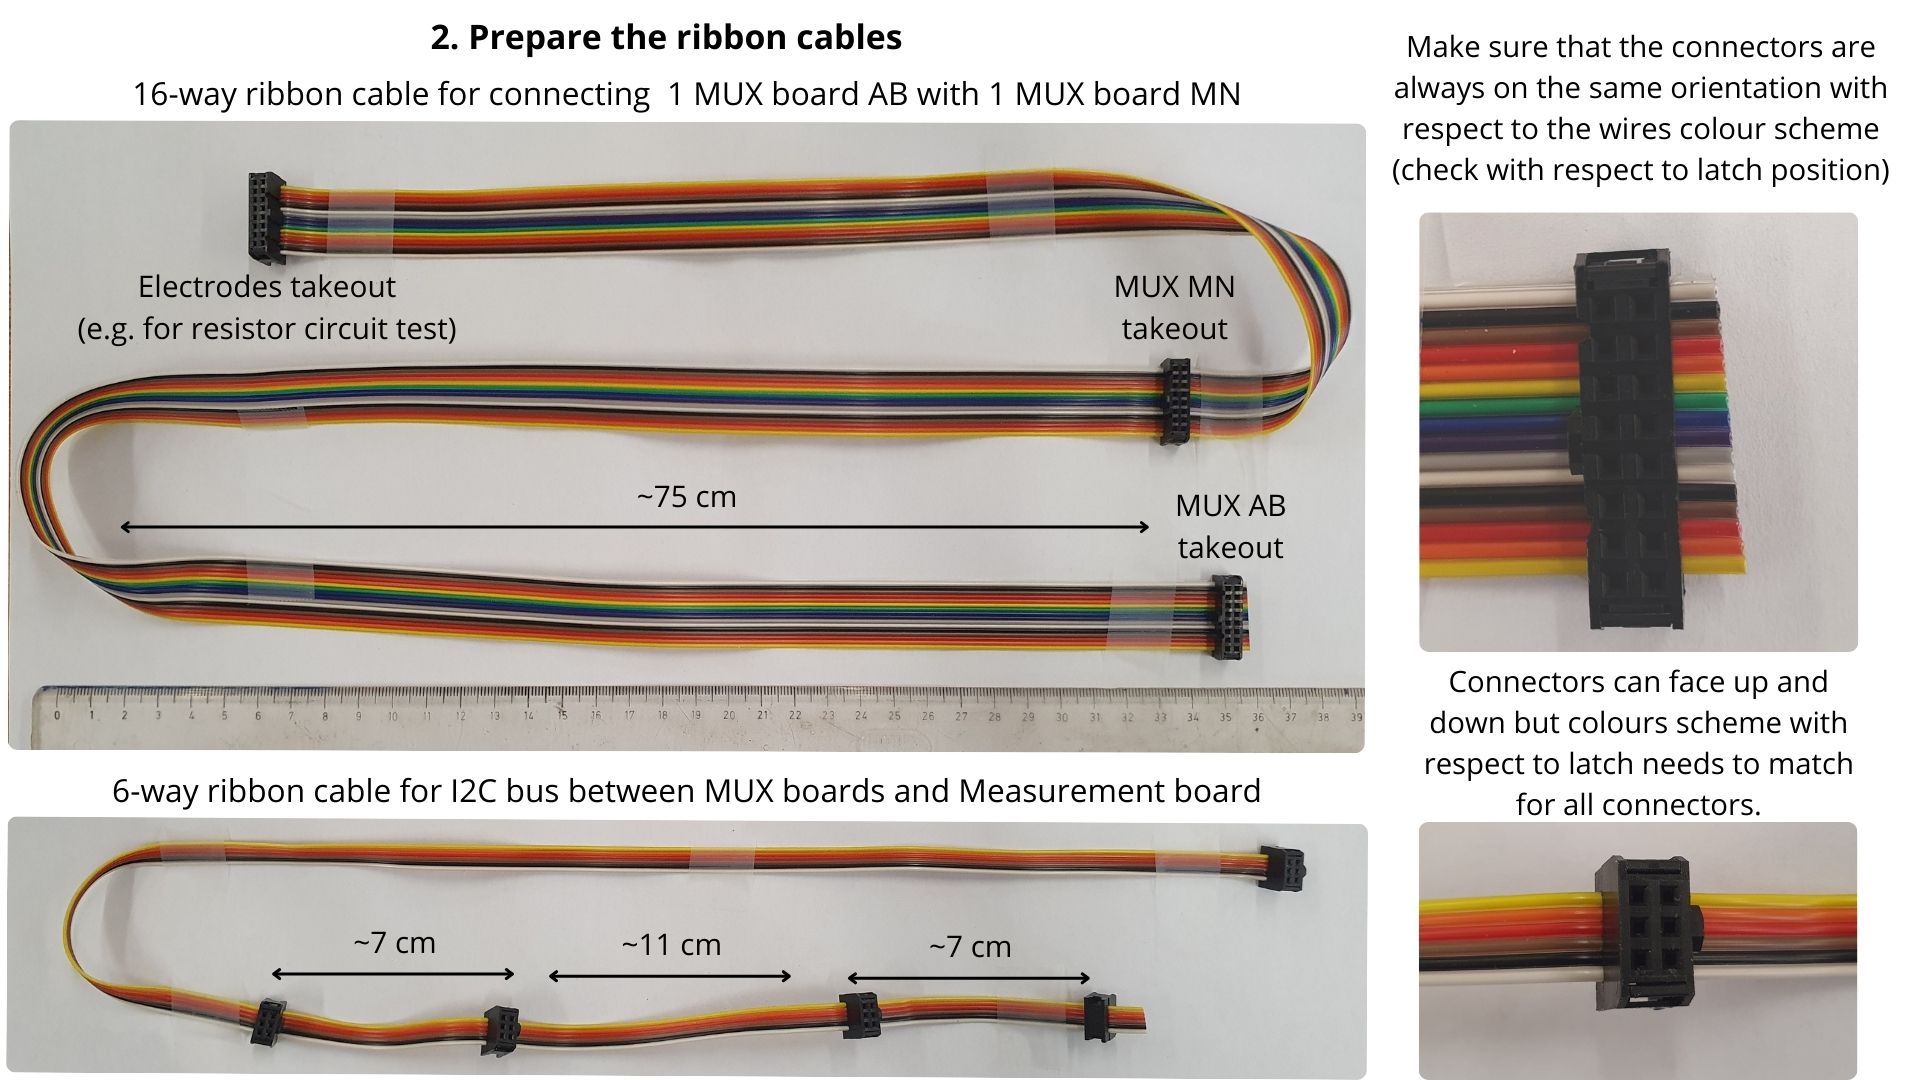 2. Prepare the ribbon cables
16-way ribbon cable for connecting 1 MUX board AB with 1 MUX board MN
Electrodes takeout
(e.g. for resistor circuit test)
MUX MN
takeout
~75 cm
MUX AB
takeout
0 1 2 3 4 5 6 7 8 9 10 11 12 13 14 15 16 17 18 19 20 21 22 23 24 25 26 27 28 29 30 31 32 33 34 35 36 37 38 39
6-way ribbon cable for I2C bus between MUX boards and Measurement board
~7 cm
~11 cm
~7 cm
Make sure that the connectors are
always on the same orientation with
respect to the wires colour scheme
(check with respect to latch position)
Connectors can face up and
down but colours scheme with
respect to latch needs to match
for all connectors.